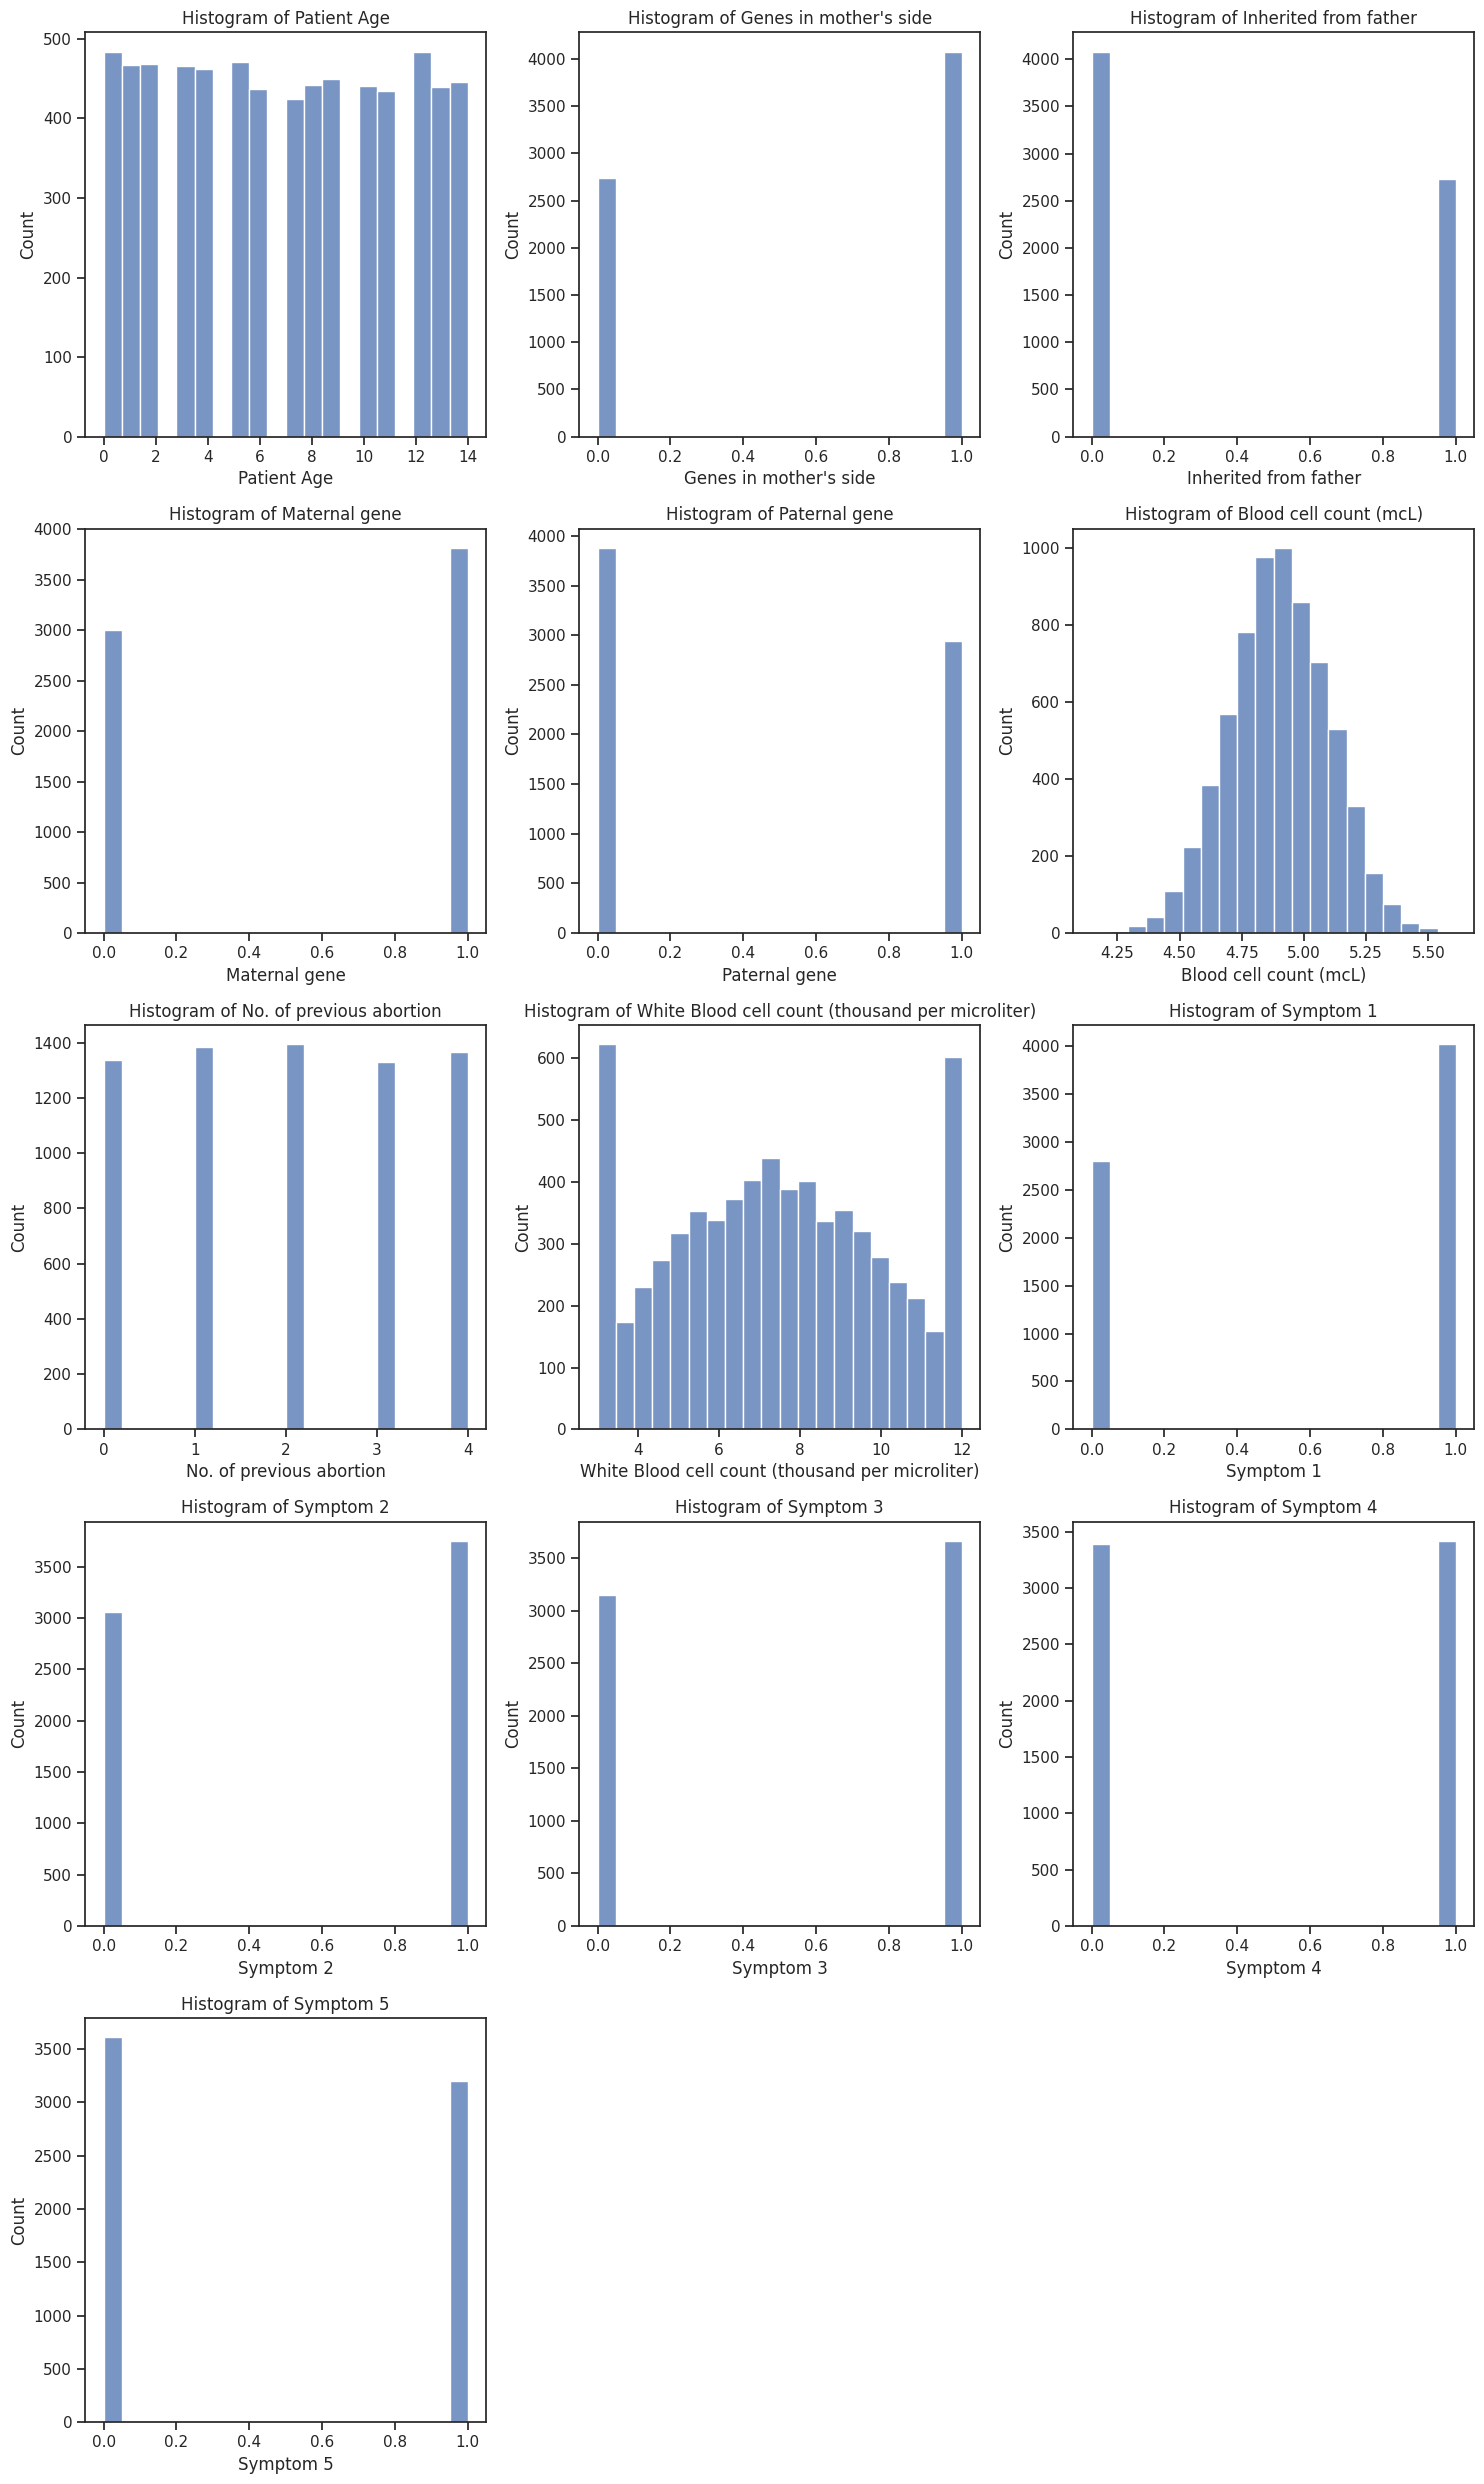 Histogram of Patient Age
500
400
300
200
100
0
Count
0 2 4 6 8 10 12 14
Patient Age
Histogram of Genes in mother's side
4000
3500
3000
2500
2000
1500
1000
500
0
Count
0.0 0.2 0.4 0.6 0.8 1.0
Genes in mother's side
Histogram of Inherited from father
4000
3500
3000
2500
2000
1500
1000
500
0
Count
0.0 0.2 0.4 0.6 0.8 1.0
Inherited from father
Histogram of Maternal gene
4000
3500
3000
2500
2000
1500
1000
500
0
Count
0.0 0.2 0.4 0.6 0.8 1.0
Maternal gene
Histogram of Paternal gene
4000
3500
3000
2500
2000
1500
1000
500
0
Count
0.0 0.2 0.4 0.6 0.8 1.0
Paternal gene
Histogram of Blood cell count (mcL)
1000
800
600
400
200
0
Count
4.25 4.50 4.75 5.00 5.25 5.50
Blood cell count (mcL)
Histogram of No. of previous abortion
1400
1200
1000
800
600
400
200
0
Count
0 1 2 3 4
No. of previous abortion
Histogram of White Blood cell count (thousand per microliter)
600
500
400
300
200
100
0
Count
4 6 8 10 12
White Blood cell count (thousand per microliter)
Histogram of Symptom 1
4000
3500
3000
2500
2000
1500
1000
500
0
Count
0.0 0.2 0.4 0.6 0.8 1.0
Symptom 1
Histogram of Symptom 2
3500
3000
2500
2000
1500
1000
500
0
Count
0.0 0.2 0.4 0.6 0.8 1.0
Symptom 2
Histogram of Symptom 3
3500
3000
2500
2000
1500
1000
500
0
Count
0.0 0.2 0.4 0.6 0.8 1.0
Symptom 3
Histogram of Symptom 4
3500
3000
2500
2000
1500
1000
500
0
Count
0.0 0.2 0.4 0.6 0.8 1.0
Symptom 4
Histogram of Symptom 5
3500
3000
2500
2000
1500
1000
500
0
Count
0.0 0.2 0.4 0.6 0.8 1.0
Symptom 5